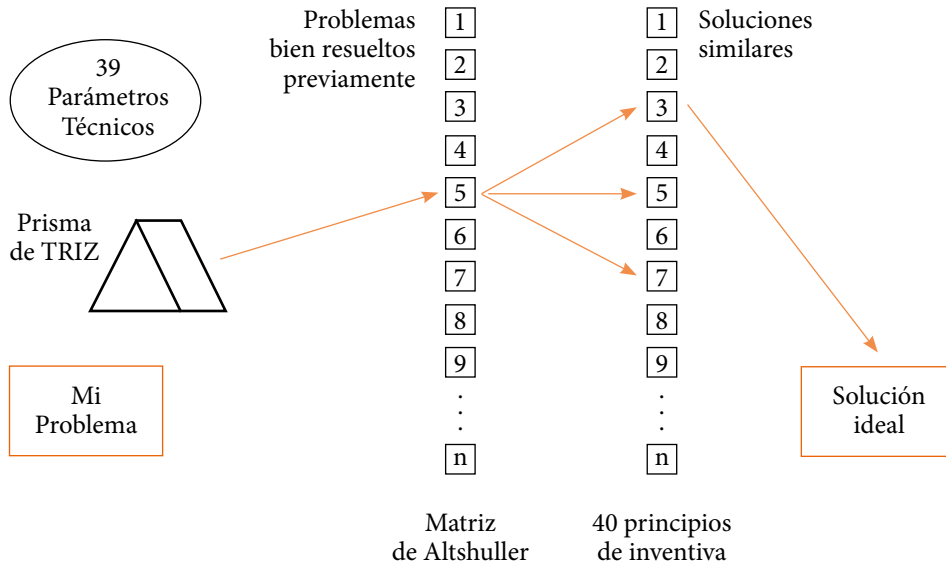 39
Parámetros
Técnicos
Prisma
de TRIZ
Mi
Problema
Problemas
bien resueltos
previamente
1
2
3
4
5
6
7
8
9
.
.
.
n
Matriz
de Altshuller
1
2
3
4
5
6
7
8
9
.
.
.
n
40 principios
de inventiva
Soluciones
similares
Solución
ideal